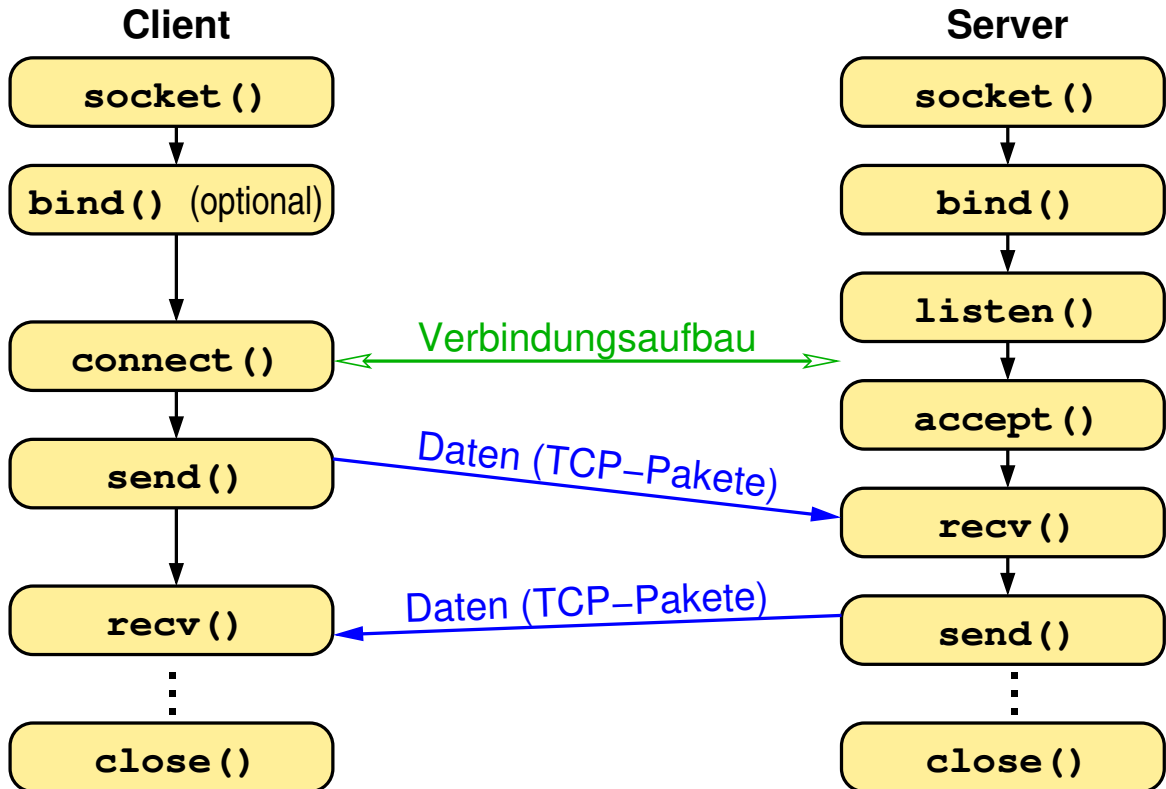 Client
Server
socket()
socket()
bind() (optional)
bind()
listen()
Verbindungsaufbau
connect()
accept()
Daten (TCP–Pakete)
send()
recv()
Daten (TCP–Pakete)
recv()
send()
close()
close()